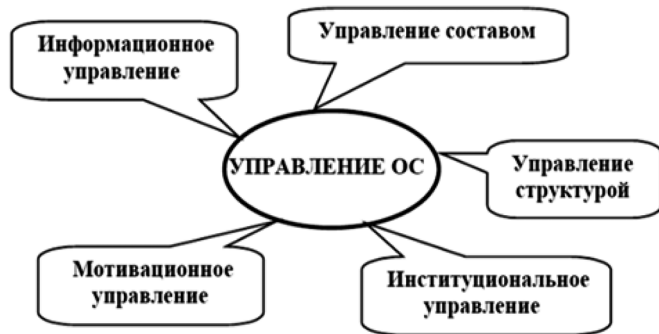 Информационное
управление
Управление составом
УПРАВЛЕНИЕ ОС
Управление
структурой
Мотивационное
управление
Институциональное
управление